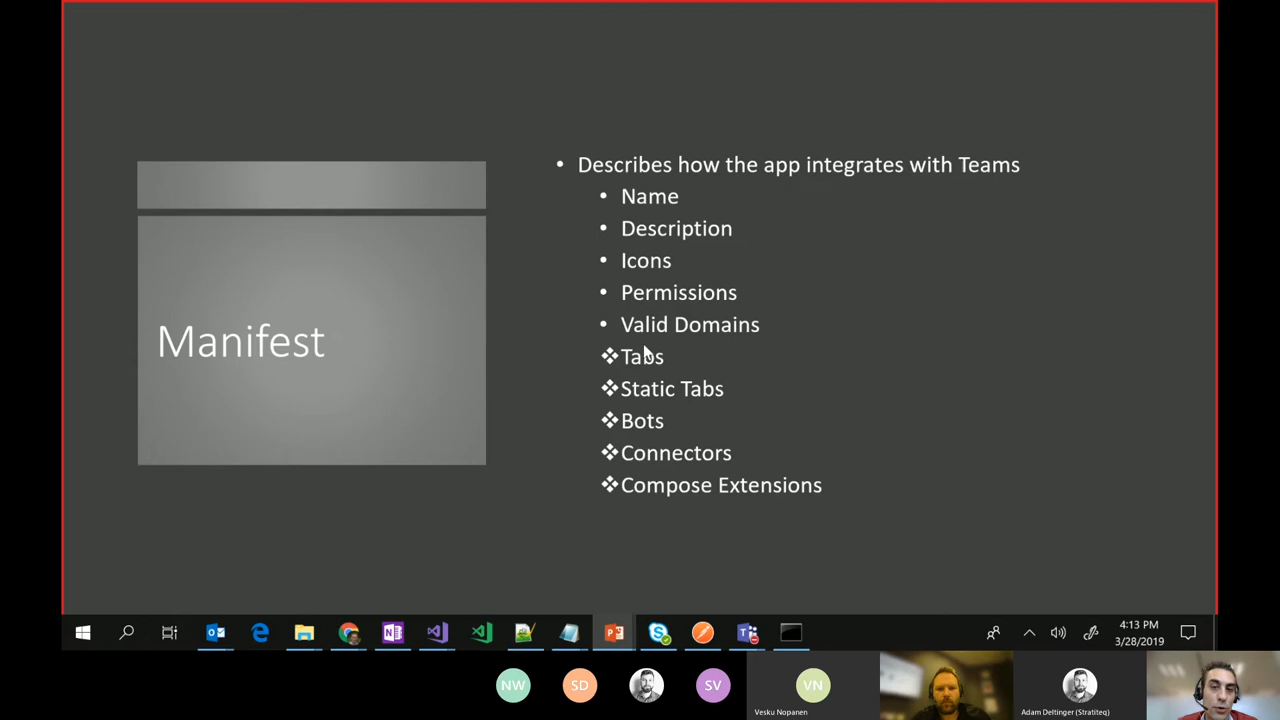 Manifest
• Describes how the app integrates with Teams
• Name
• Description
• Icons
• Permissions
• Valid Domains
❖Tabs
❖Static Tabs
❖Bots
❖Connectors
❖Compose Extensions
4:13 PM
3/28/2019
NW
SD
SV
VN
Vesku Nopanen
Adam Deltinger (Stratiteq)